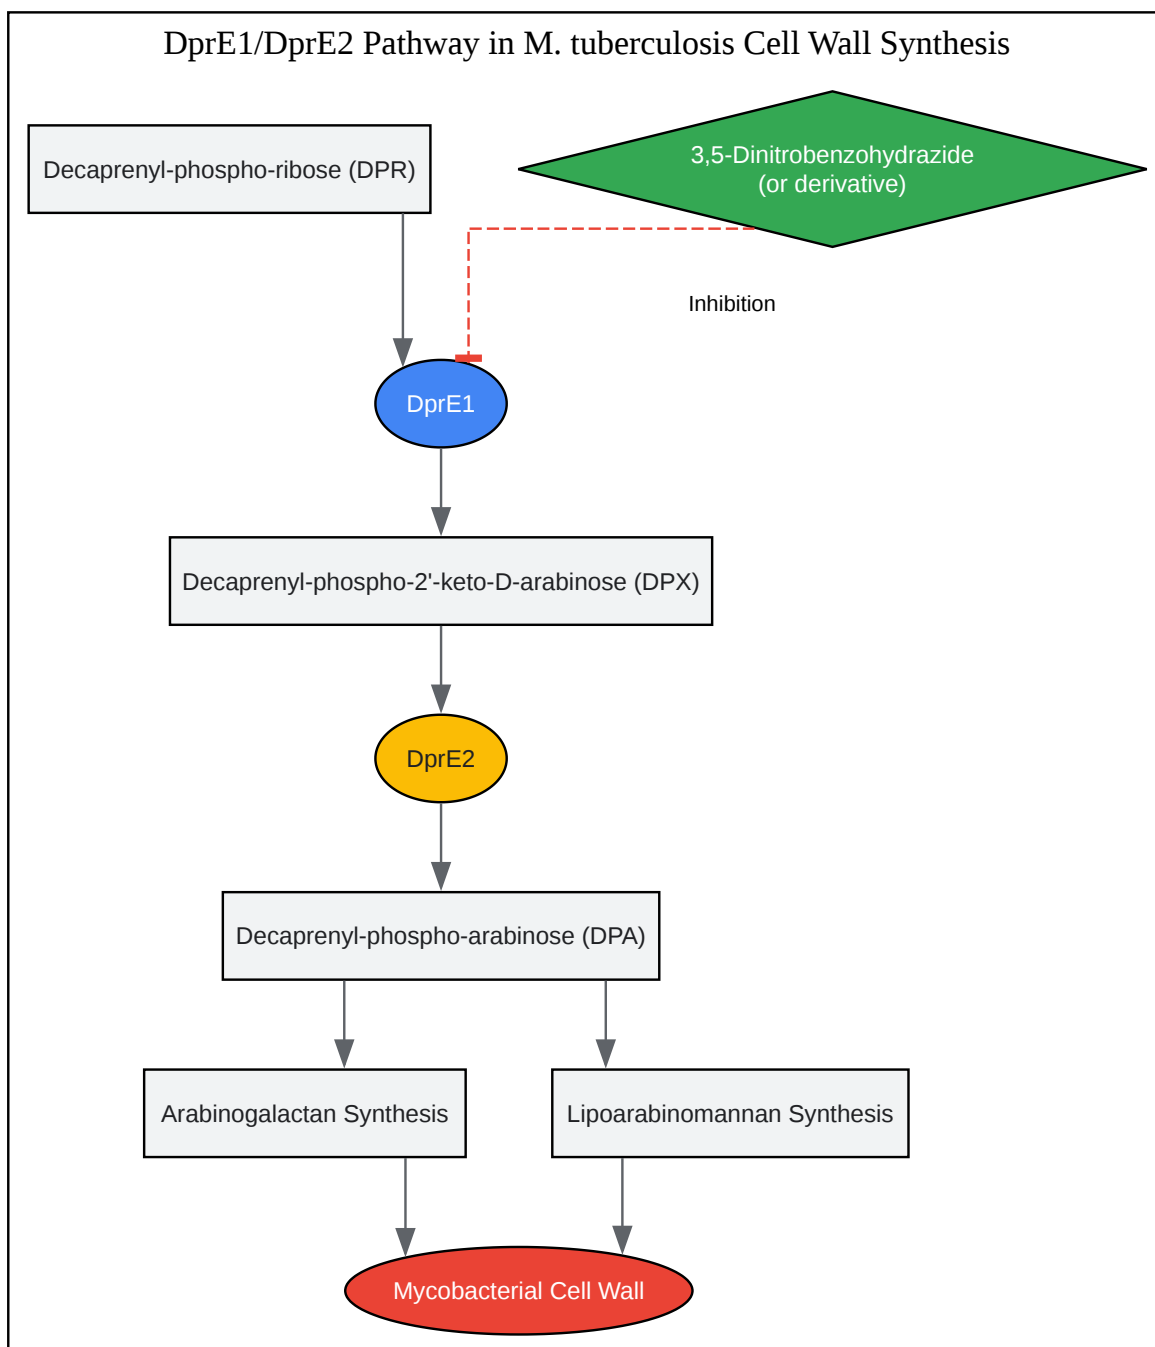 DprE1/DprE2 Pathway in M. tuberculosis Cell Wall Synthesis
Decaprenyl-phospho-ribose (DPR)
3,5-Dinitrobenzohydrazide
(or derivative)
Inhibition
DprE1
Decaprenyl-phospho-2'-keto-D-arabinose (DPX)
DprE2
Decaprenyl-phospho-arabinose (DPA)
Arabinogalactan Synthesis
Lipoarabinomannan Synthesis
Mycobacterial Cell Wall